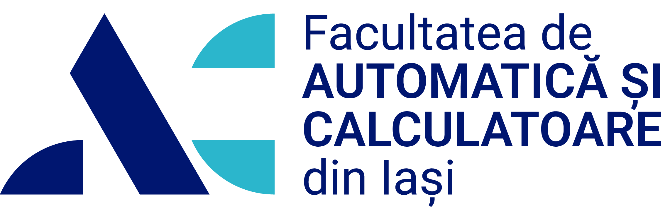 Facultatea de
AUTOMATICĂ ȘI
CALCULATOARE
din Iași